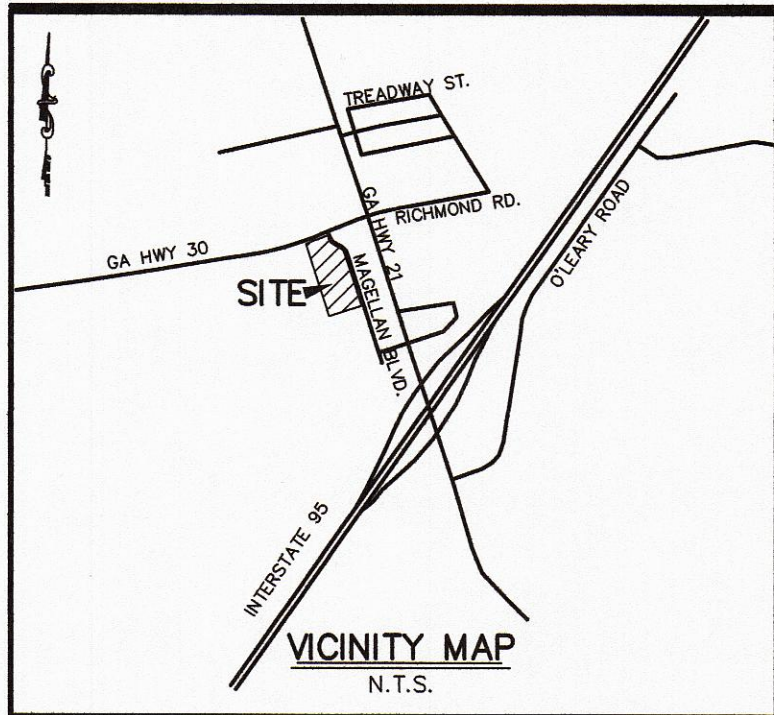 TREADWAY ST.
GA HWY 21
RICHMOND RD.
GA HWY 30
O'LEARY ROAD
SITE
MAGELLAN BLVD.
INTERSTATE 95
VICINITY MAP
N.T.S.